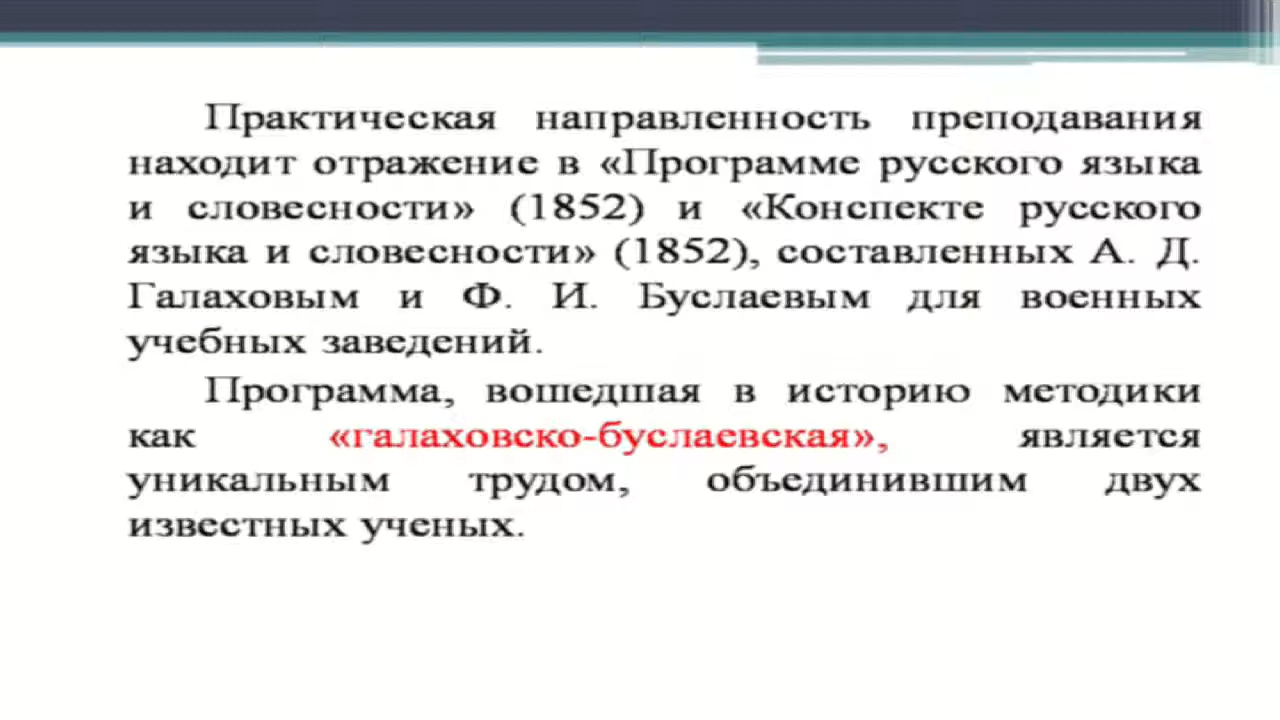 Практическая направленность преподавания
находит отражение в «Программе русского языка
и словесности» (1852) и «Конспекте русского
языка и словесности» (1852), составленных А. Д.
Галаховым и Ф. И. Буслаевым для военных
учебных заведений.
Программа, вошедшая в историю методики
как «галаховско-буслаевская», является
уникальным трудом, объединившим двух
известных ученых.